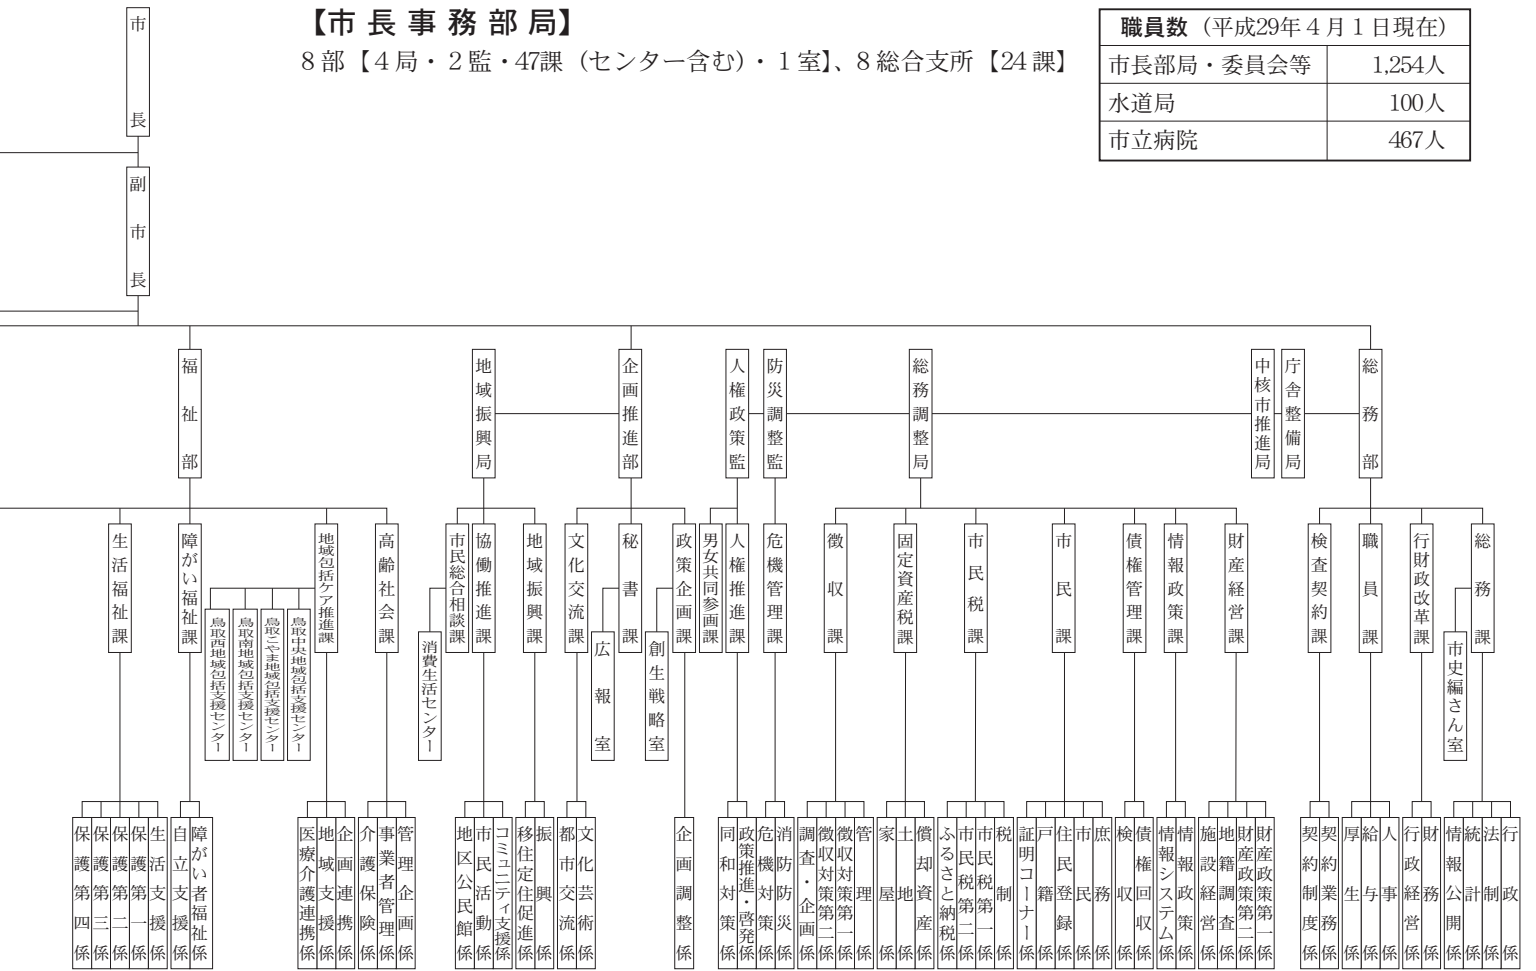 【市長事務部局】
8部【4局・2監・47課（センター含む）・1室】、8総合支所【24課】
職員数（平成29年4月1日現在）
市長部局・委員会等 1,254人
水道局 100人
市立病院 467人
市長
副市長
総務部
庁舎整備局
中核市推進局
総務調整局
防災調整監
人権政策監
企画推進部
地域振興局
福祉部
総務課
市史編さん室
行財政改革課
職員課
検査契約課
財産経営課
情報政策課
債権管理課
市民課
市民税課
固定資産税課
徴収課
危機管理課
人権推進課
男女共同参画課
政策企画課
創生戦略室
秘書課
広報室
文化交流課
地域振興課
協働推進課
市民総合相談課
消費生活センター
高齢社会課
地域包括ケア推進課
鳥取中央地域包括支援センター
鳥取こやま地域包括支援センター
鳥取南地域包括支援センター
鳥取西地域包括支援センター
障がい福祉課
生活福祉課
行政係
法制係
統計係
情報公開係
財務係
行政経営係
人事係
給与係
厚生係
契約業務係
契約制度係
財産政策第一係
財産政策第二係
地籍調査係
施設経営係
情報政策係
情報システム係
債権回収係
検収係
庶務係
市民係
住民登録係
戸籍係
証明コーナー係
税制係
市民税第一係
市民税第二係
ふるさと納税係
償却資産係
土地係
家屋係
管理係
徴収対策第一係
徴収対策第二係
調査・企画係
消防防災係
危機対策係
政策推進・啓発係
同和対策係
企画調整係
文化芸術係
都市交流係
振興係
移住定住促進係
コミュニティ支援係
市民活動係
地区公民館係
管理企画係
事業者管理係
介護保険係
企画連携係
地域支援係
医療介護連携係
障がい者福祉係
自立支援係
生活支援係
保護第一係
保護第二係
保護第三係
保護第四係